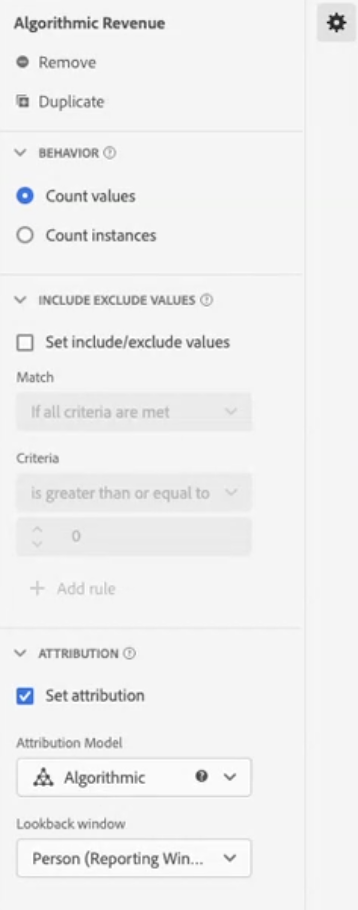 Algorithmic Revenue
Remove
Duplicate
BEHAVIOR
Count values
Count instances
INCLUDE EXCLUDE VALUES
Set include/exclude values
Match
If all criteria are met
Criteria
is greater than or equal to
0
Add rule
ATTRIBUTION
Set attribution
Attribution Model
Algorithmic
Lookback window
Person (Reporting Win...